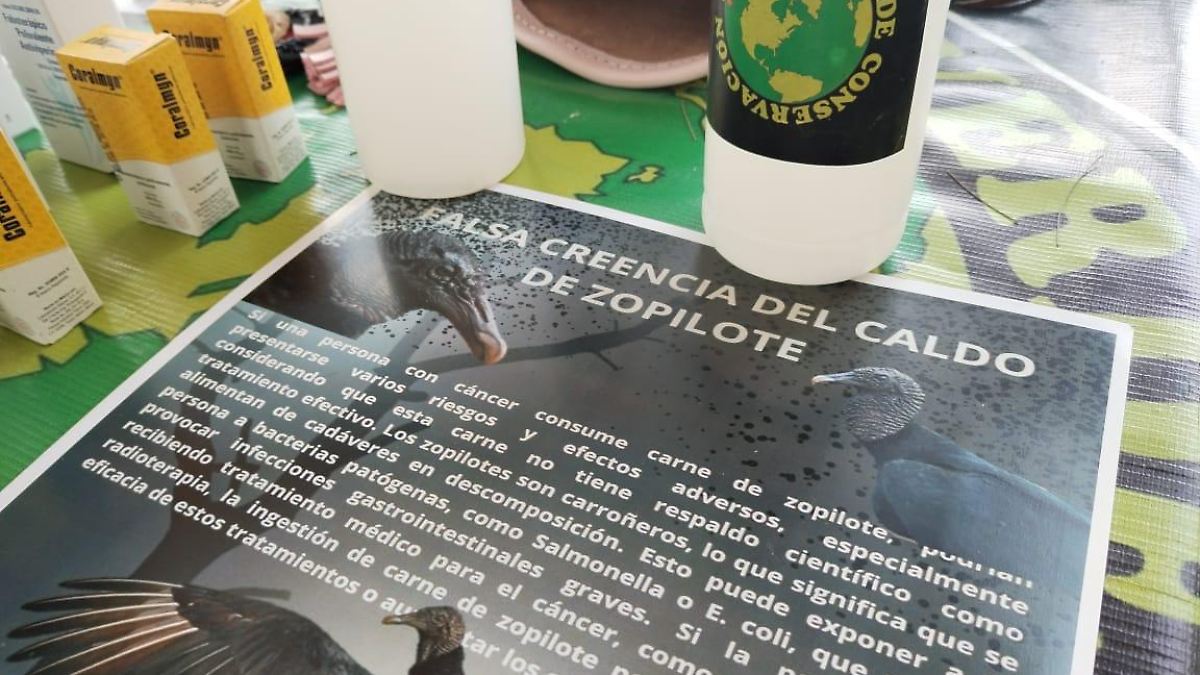 Coralmyn
Coralmyn
Coralmyn
DE CONSERVACION
FALSA CREENCIA DEL CALDO
DE ZOPILOTE
Si una persona con cáncer consume carne de zopilote, podrían
presentarse varios riesgos y efectos adversos, especialmente
considerando que esta carne no tiene respaldo científico como
tratamiento efectivo. Los zopilotes son carroñeros, lo que significa que se
alimentan de cadáveres en descomposición. Esto puede exponer a
persona a bacterias patógenas, como Salmonella o E. coli, que
provocar infecciones gastrointestinales graves. Si la
recibiendo tratamiento médico para el cáncer, como
radioterapia, la ingestión de carne de zopilote
eficacia de estos tratamientos o